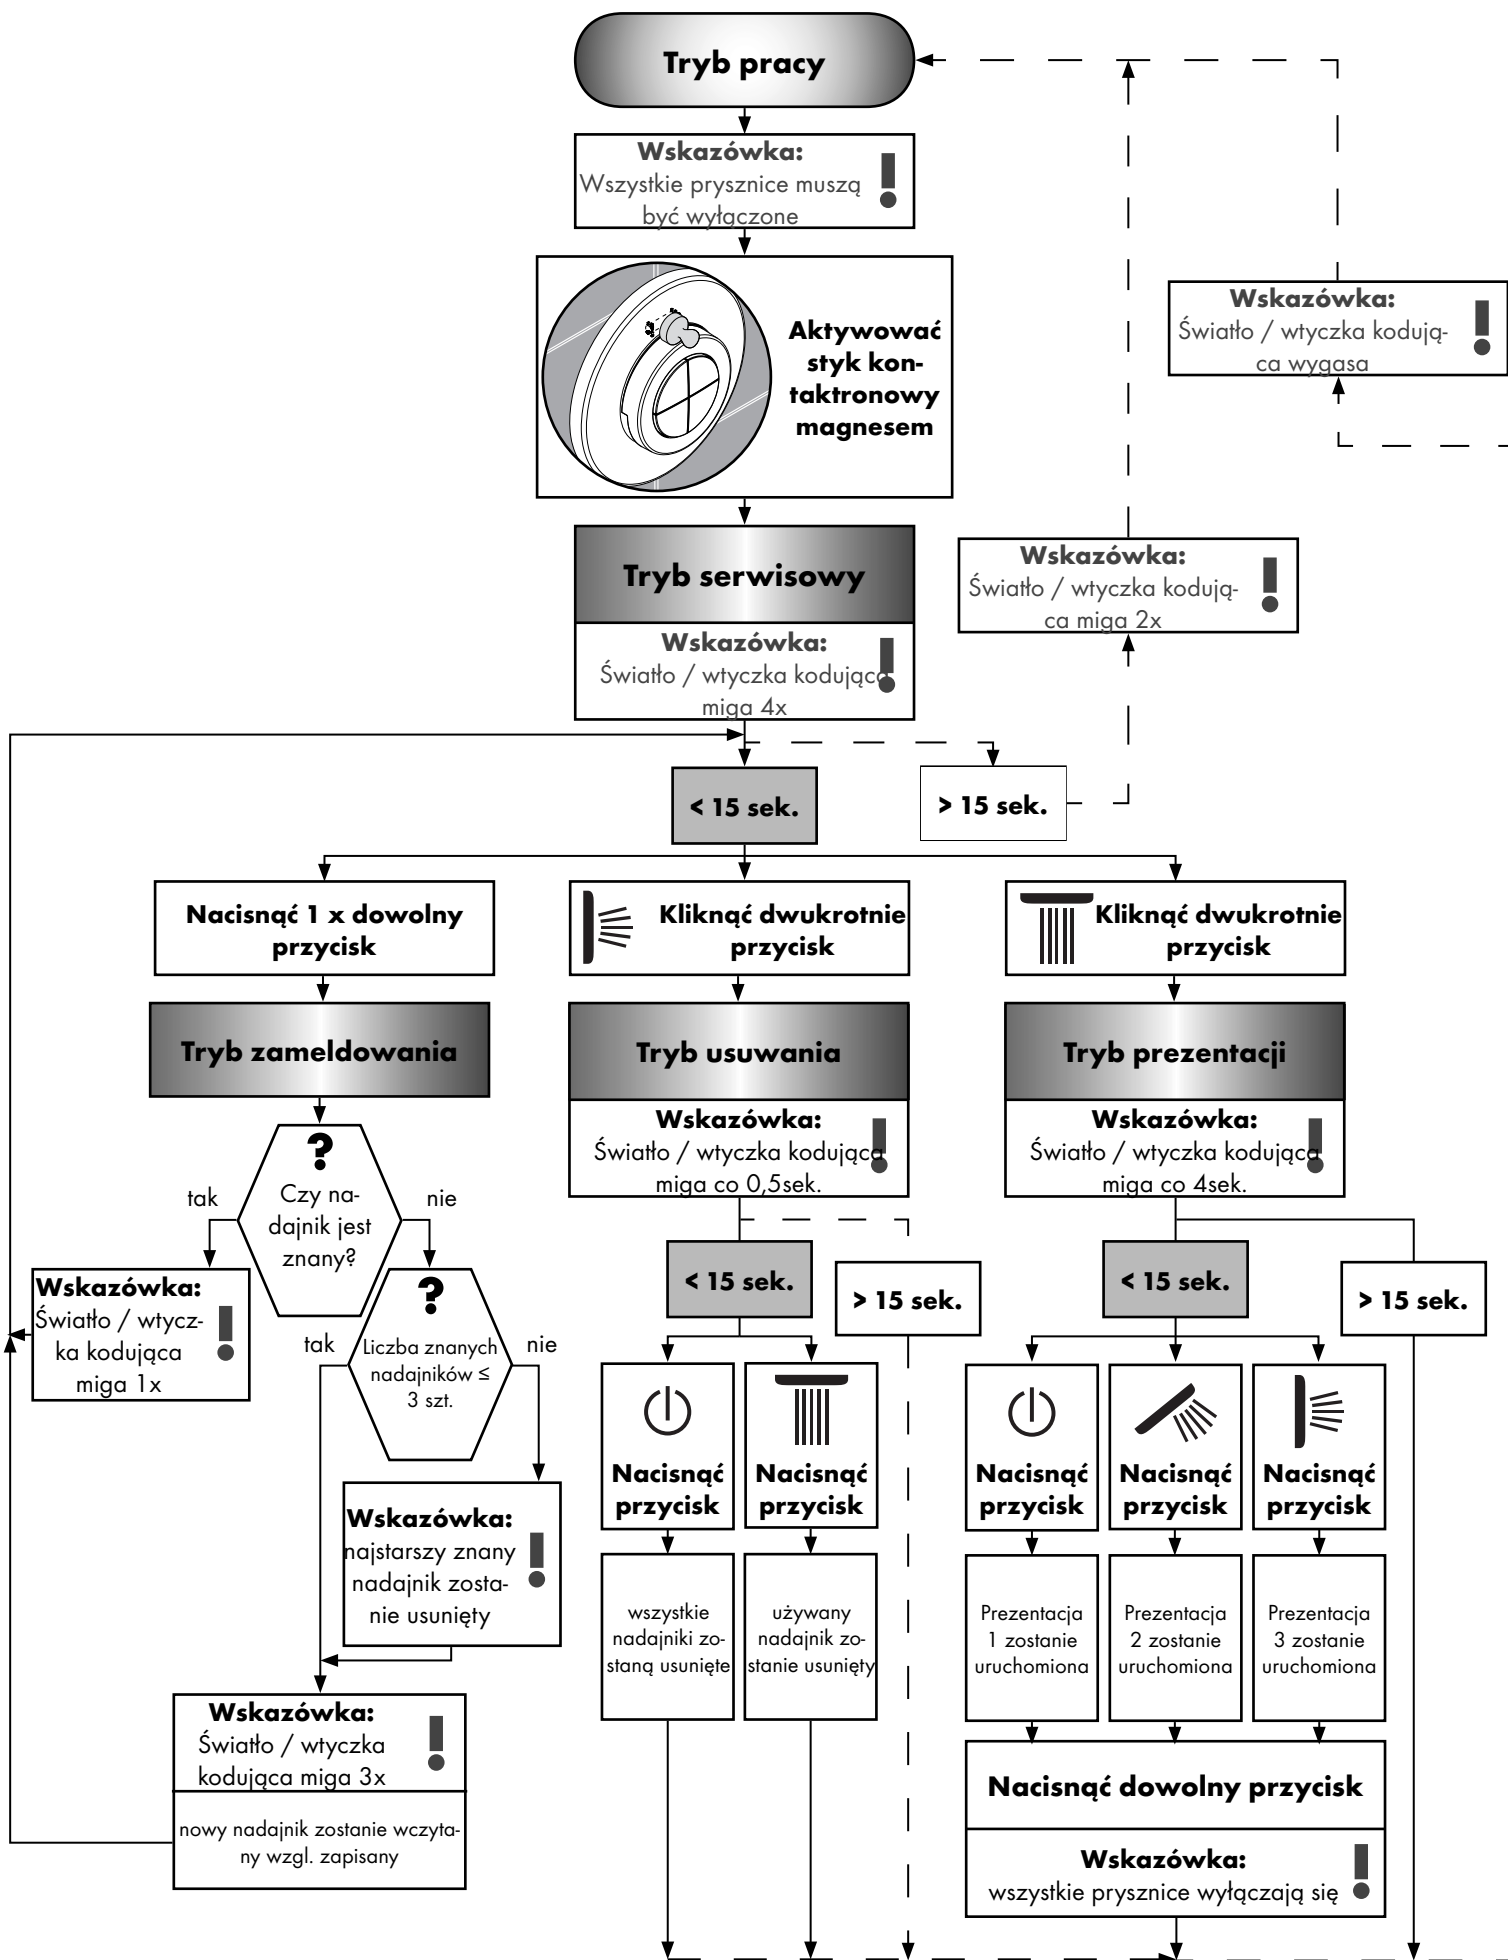 Tryb pracy
Wskazówka:
Wszystkie prysznice muszą
być wyłączone
Aktywować
styk kon-
taktronowy
magnesem
Wskazówka:
Światło / wtyczka kodują-
ca wygasa
Tryb serwisowy
Wskazówka:
Światło / wtyczka kodująca
miga 4x
Wskazówka:
Światło / wtyczka kodują-
ca miga 2x
< 15 sek.
> 15 sek.
Nacisnąć 1 x dowolny
przycisk
Kliknąć dwukrotnie
przycisk
Kliknąć dwukrotnie
przycisk
Tryb zameldowania
Tryb usuwania
Wskazówka:
Światło / wtyczka kodująca
miga co 0,5sek.
Tryb prezentacji
Wskazówka:
Światło / wtyczka kodująca
miga co 4sek.
?
Czy na-
dajnik jest
znany?
tak
nie
Wskazówka:
Światło / wtycz-
ka kodująca
miga 1x
?
Liczba znanych
nadajników ≤
3 szt.
tak
nie
Wskazówka:
najstarszy znany
nadajnik zosta-
nie usunięty
Wskazówka:
Światło / wtyczka
kodująca miga 3x
nowy nadajnik zostanie wczyta-
ny wzgl. zapisany
< 15 sek.
> 15 sek.
Nacisnąć
przycisk
Nacisnąć
przycisk
wszystkie
nadajniki zo-
staną usunięte
używany
nadajnik zo-
stanie usunięty
< 15 sek.
> 15 sek.
Nacisnąć
przycisk
Nacisnąć
przycisk
Nacisnąć
przycisk
Prezentacja
1 zostanie
uruchomiona
Prezentacja
2 zostanie
uruchomiona
Prezentacja
3 zostanie
uruchomiona
Nacisnąć dowolny przycisk
Wskazówka:
wszystkie prysznice wyłączają się